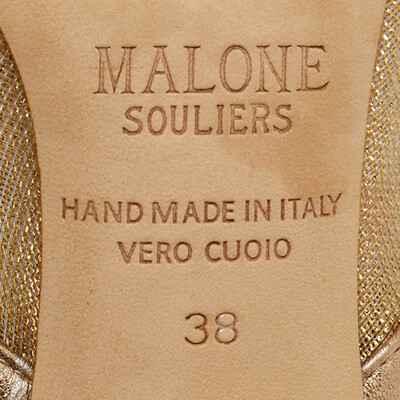 MALONE
SOULIERS
HAND MADE IN ITALY
VERO CUOIO
38